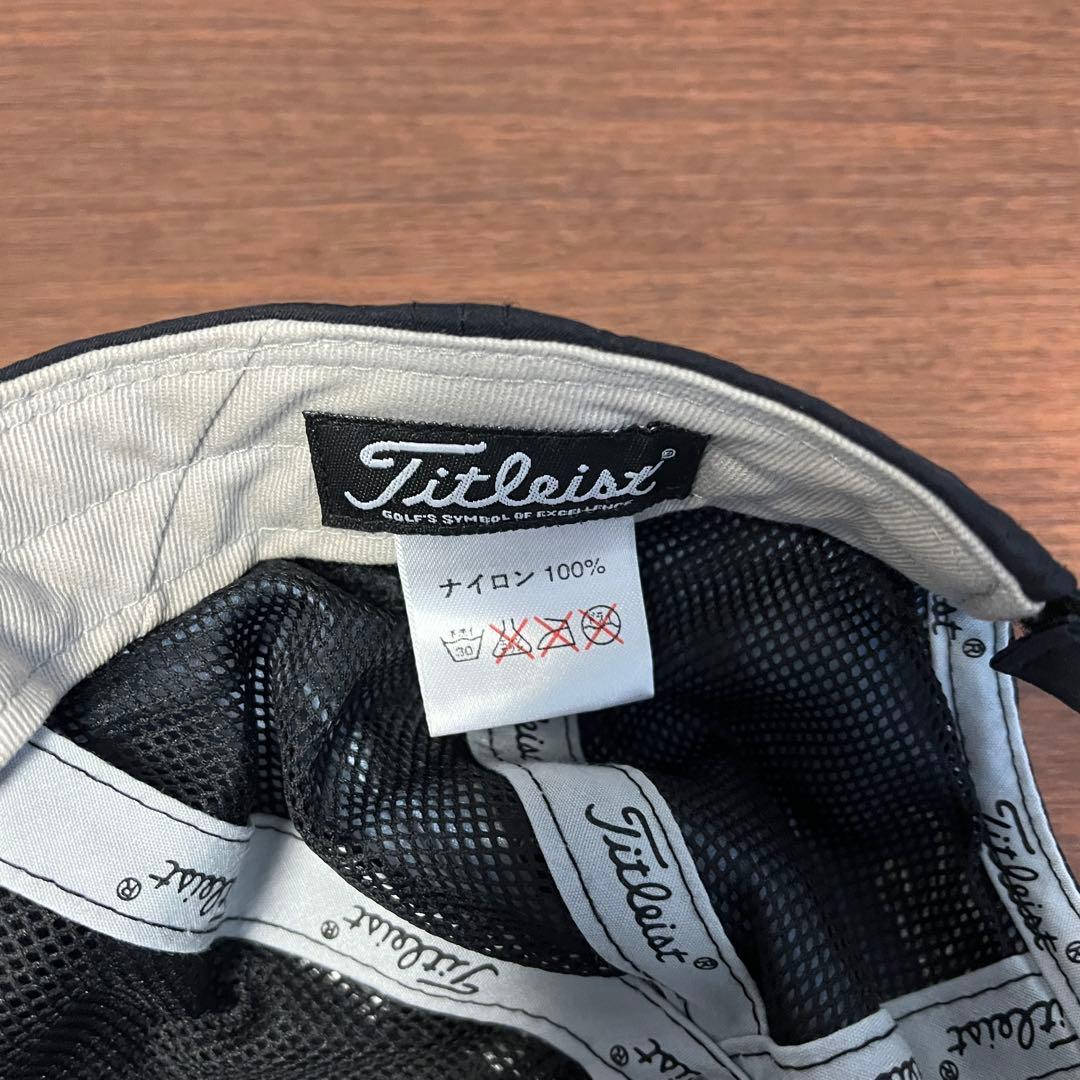 Titleist®
GOLF'S SYMBOL OF EXCELLENCE
ナイロン 100%
30
Titleist®
Titleist®
Titleist®
Titleist®
®